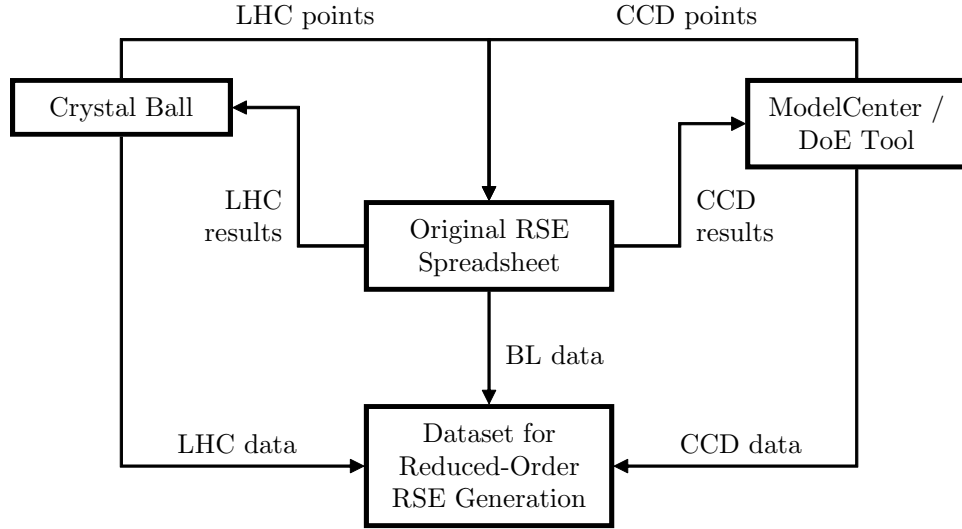 LHC points
CCD points
Crystal Ball
ModelCenter /
DoE Tool
LHC
results
Original RSE
Spreadsheet
CCD
results
BL data
LHC data
Dataset for
Reduced-Order
RSE Generation
CCD data